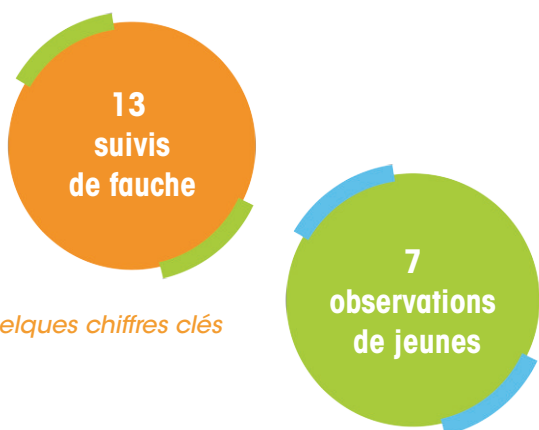 13
suivis
de fauche
elques chiffres clés
7
observations
de jeunes